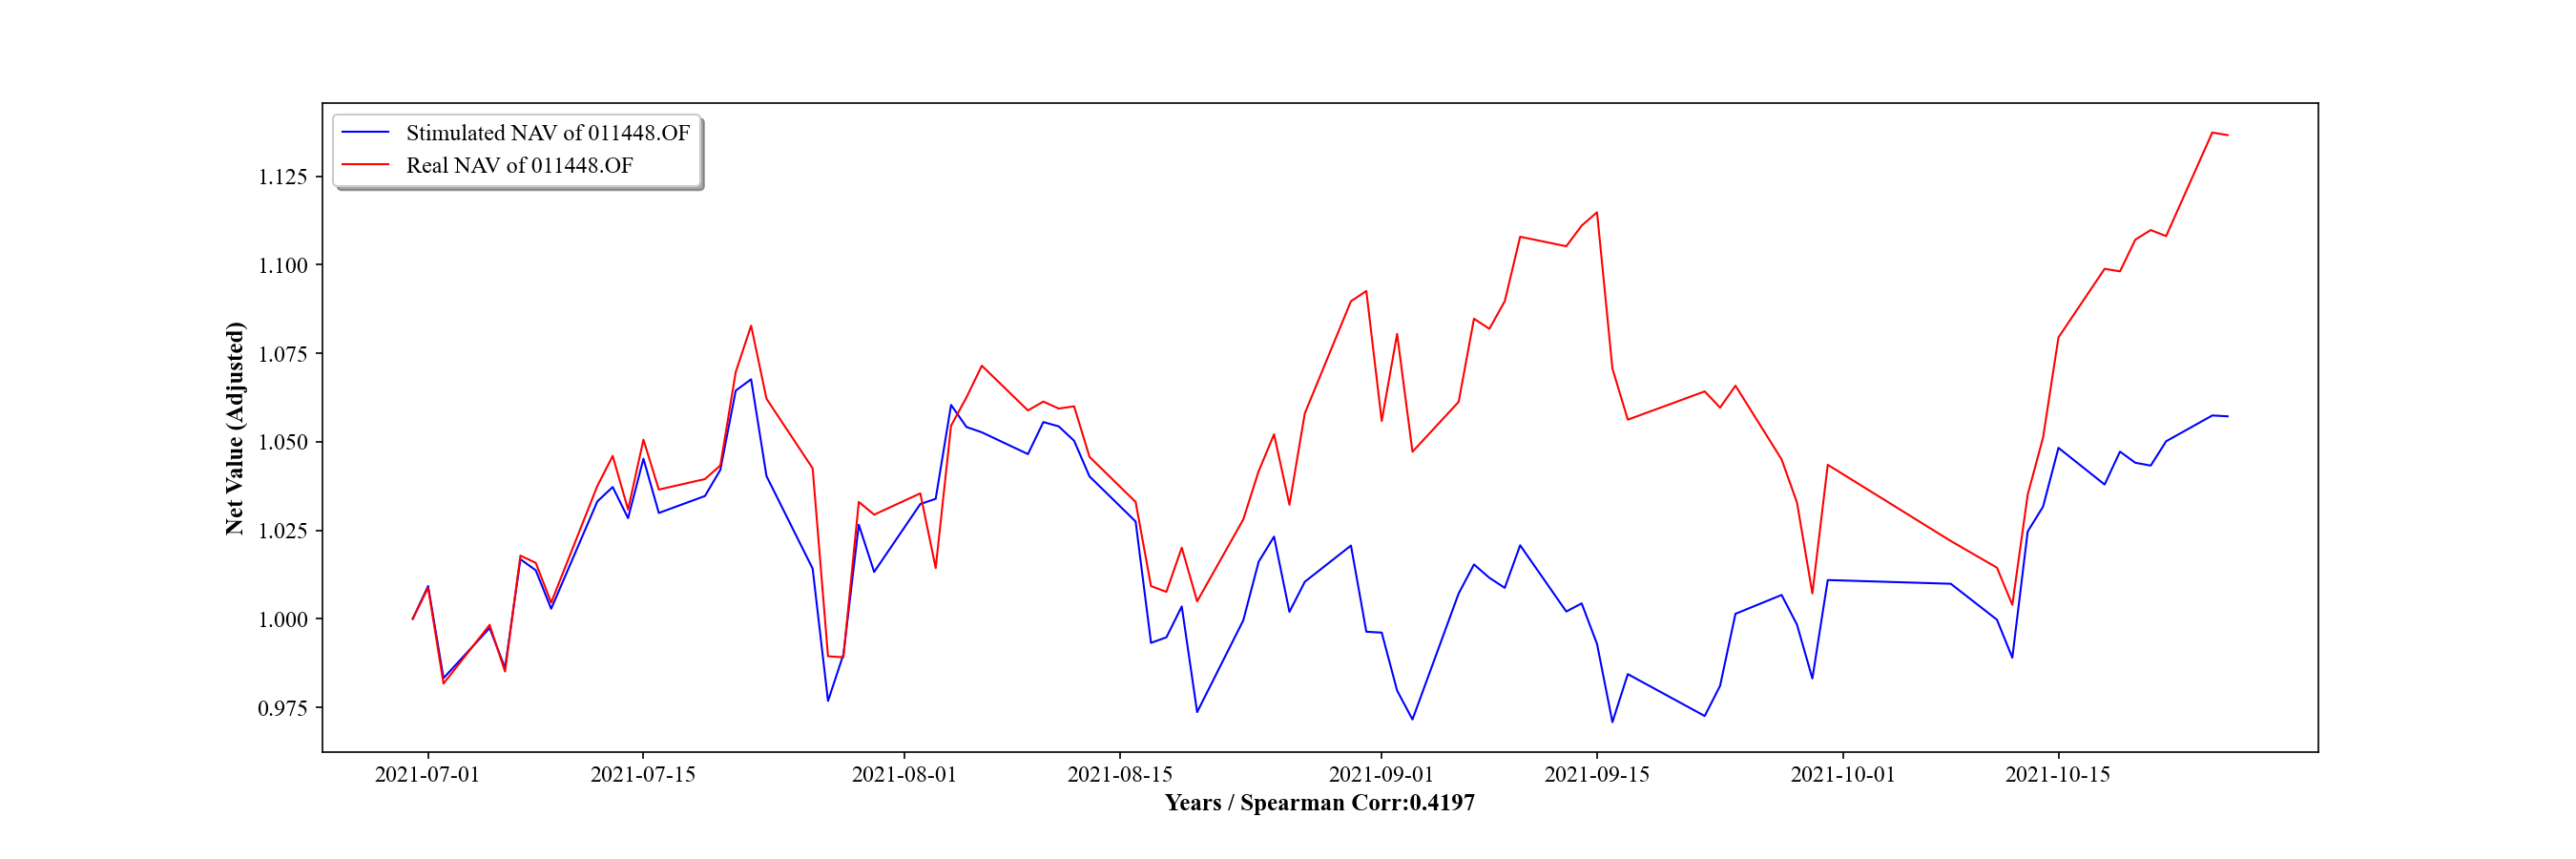 Stimulated NAV of 011448.OF
Real NAV of 011448.OF
1.125
1.100
1.075
1.050
1.025
1.000
0.975
Net Value (Adjusted)
2021-07-01 2021-07-15 2021-08-01 2021-08-15 2021-09-01 2021-09-15 2021-10-01 2021-10-15
Years / Spearman Corr:0.4197